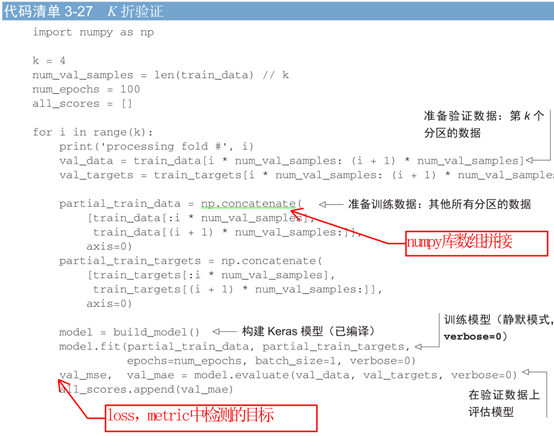 代码清单 3-27 K 折验证
import numpy as np
k = 4
num_val_samples = len(train_data) // k
num_epochs = 100
all_scores = []
准备验证数据：第 k 个
分区的数据
for i in range(k):
print('processing fold #', i)
val_data = train_data[i * num_val_samples: (i + 1) * num_val_samples]
val_targets = train_targets[i * num_val_samples: (i + 1) * num_val_samples]
partial_train_data = np.concatenate( 准备训练数据：其他所有分区的数据
[train_data[:i * num_val_samples],
train_data[(i + 1) * num_val_samples:]],
axis=0)
numpy库数组拼接
partial_train_targets = np.concatenate(
[train_targets[:i * num_val_samples],
train_targets[(i + 1) * num_val_samples:]],
axis=0)
model = build_model() 构建 Keras 模型（已编译）
训练模型（静默模式，
verbose=0）
model.fit(partial_train_data, partial_train_targets,
epochs=num_epochs, batch_size=1, verbose=0)
val_mse, val_mae = model.evaluate(val_data, val_targets, verbose=0)
all_scores.append(val_mae)
在验证数据上
评估模型
loss，metric中检测的目标